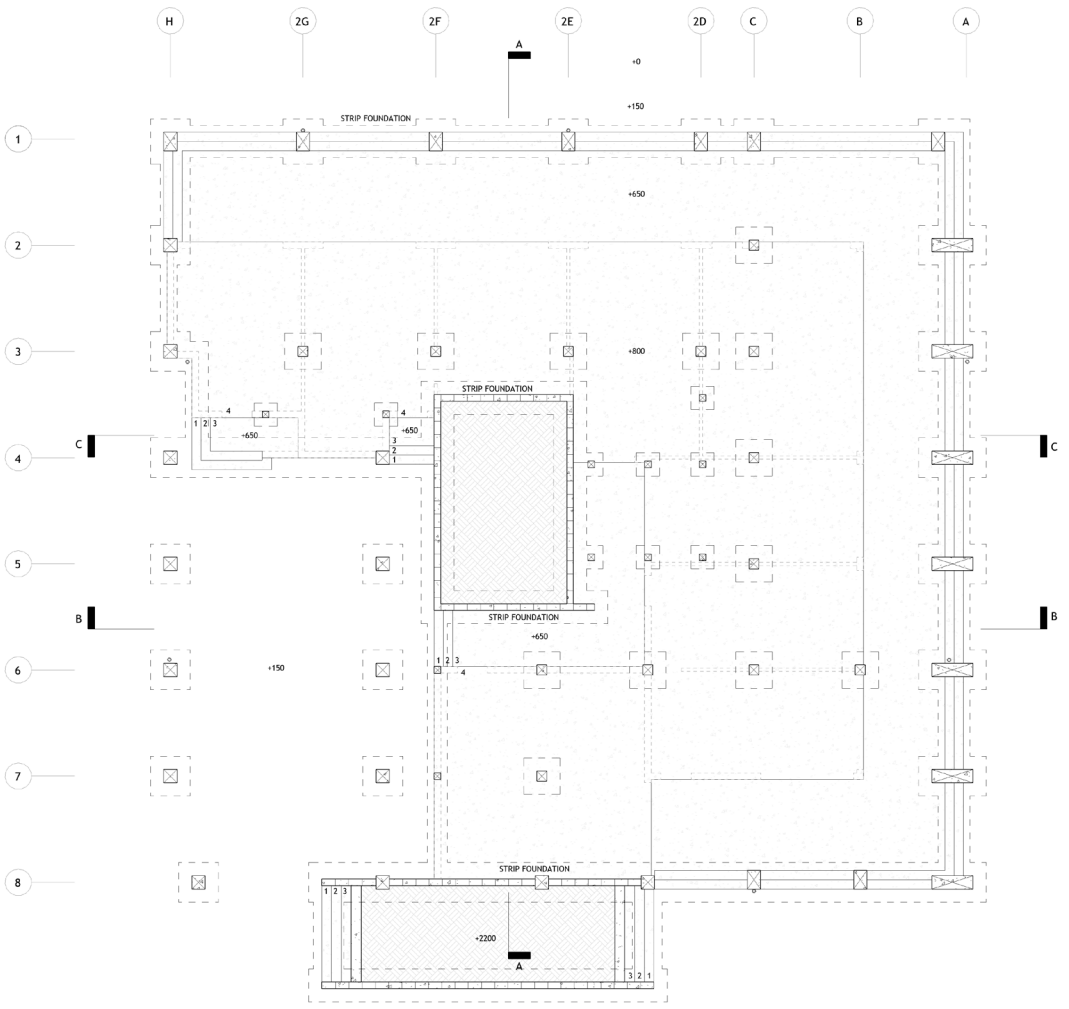 H 2G 2F 2E 2D C B A
A
+0
+150
STRIP FOUNDATION
1
+650
2
3
+800
STRIP FOUNDATION
4 4
1 2 3
+650 +650
3
2
1
C C
4
5
B B
STRIP FOUNDATION
+650
1 2 3
6
+150
4
7
STRIP FOUNDATION
8
1 2 3
+2200
A
3 2 1